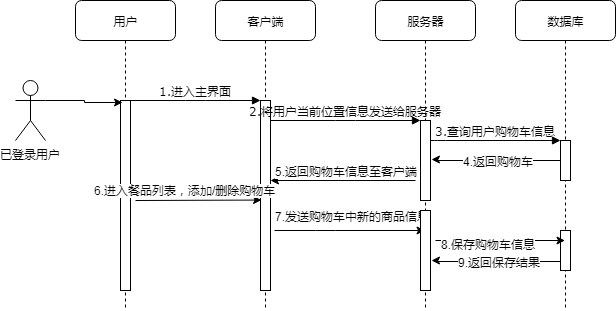 用户
客户端
服务器
数据库
已登录用户
1.进入主界面
2.将用户当前位置信息发送给服务器
3.查询用户购物车信息
4.返回购物车
5.返回购物车信息至客户端
6.进入餐品列表，添加/删除购物车
7.发送购物车中新的商品信息
8.保存购物车信息
9.返回保存结果